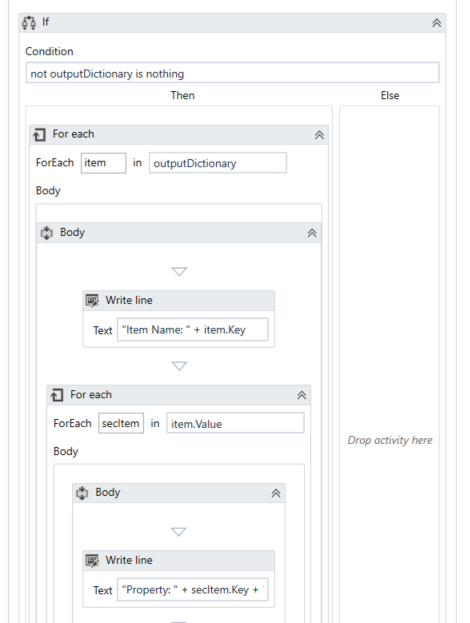 If
Condition
not outputDictionary is nothing
Then
Else
For each
ForEach item in outputDictionary
Body
Body
Write line
Text "Item Name: " + item.Key
For each
ForEach secItem in item.Value
Body
Drop activity here
Body
Write line
Text "Property: " + secItem.Key + "